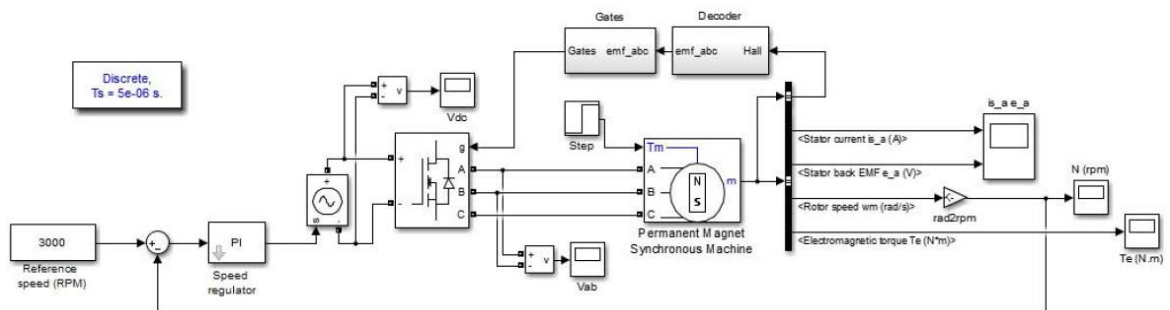 Gates
Decoder
Gates emf_abc
emf_abc Hall
Discrete,
Ts = 5e-06 s.
+
-
v
Vdc
Step
is_a e_a
<Stator current is_a (A)>
<Stator back EMF e_a (V)>
<Rotor speed wm (rad/s)>
<Electromagnetic torque Te (N*m)>
rad2rpm
N (rpm)
Te (N.m)
g
A
B
C
+
-
Tm
A
B
C
N
S
m
Permanent Magnet
Synchronous Machine
+
-
s
3000
Reference
speed (RPM)
PI
Speed
regulator
+
-
v
Vab